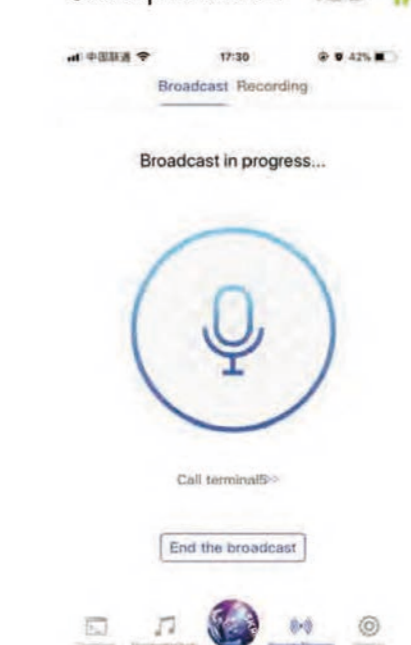 中国联通 17:30 42%
Broadcast Recording
Broadcast in progress...
Call terminal5>>
End the broadcast